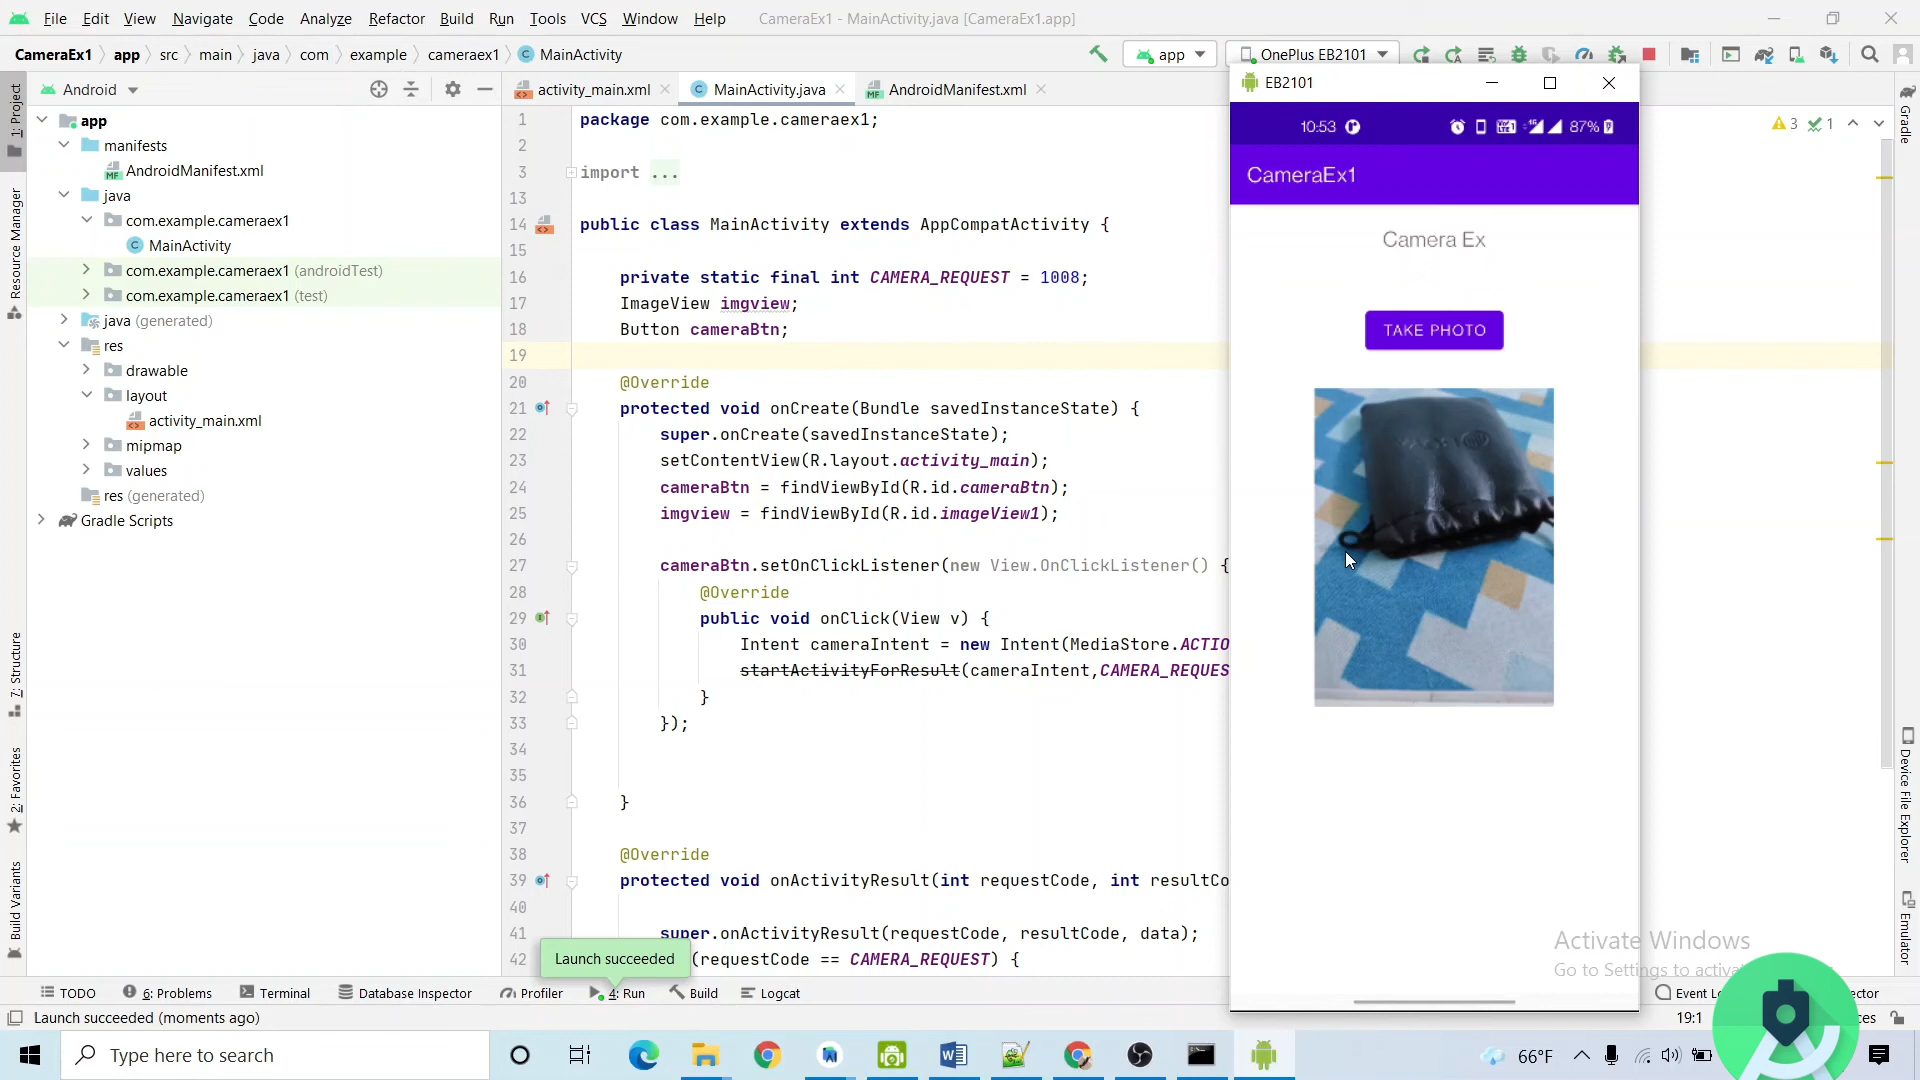 File Edit View Navigate Code Analyze Refactor Build Run Tools VCS Window Help CameraEx1 - MainActivity.java [CameraEx1.app]
CameraEx1 app src main java com example cameraex1 MainActivity app OnePlus EB2101
Android activity_main.xml MainActivity.java AndroidManifest.xml
1: Project
Resource Manager
7: Structure
2: Favorites
Build Variants
app
manifests
AndroidManifest.xml
java
com.example.cameraex1
MainActivity
com.example.cameraex1 (androidTest)
com.example.cameraex1 (test)
java (generated)
res
drawable
layout
activity_main.xml
mipmap
values
res (generated)
Gradle Scripts
1 package com.example.cameraex1;
2
3 import ...
13
14 public class MainActivity extends AppCompatActivity {
15
16 private static final int CAMERA_REQUEST = 1008;
17 ImageView imgview;
18 Button cameraBtn;
19
20 @Override
21 protected void onCreate(Bundle savedInstanceState) {
22 super.onCreate(savedInstanceState);
23 setContentView(R.layout.activity_main);
24 cameraBtn = findViewById(R.id.cameraBtn);
25 imgview = findViewById(R.id.imageView1);
26
27 cameraBtn.setOnClickListener(new View.OnClickListener() {
28 @Override
29 public void onClick(View v) {
30 Intent cameraIntent = new Intent(MediaStore.ACTIO
31 startActivityForResult(cameraIntent,CAMERA_REQUES
32 }
33 });
34
35
36 }
37
38 @Override
39 protected void onActivityResult(int requestCode, int resultCo
40
41 super.onActivityResult(requestCode, resultCode, data);
42 (requestCode == CAMERA_REQUEST) {
Launch succeeded
EB2101
10:53 87%
CameraEx1
Camera Ex
TAKE PHOTO
3 1
Gradle
Device File Explorer
Emulator
Activate Windows
Go to Settings to activa
TODO 6: Problems Terminal Database Inspector Profiler 4: Run Build Logcat Event L ector
Launch succeeded (moments ago) 19:1 ces
Type here to search 66°F